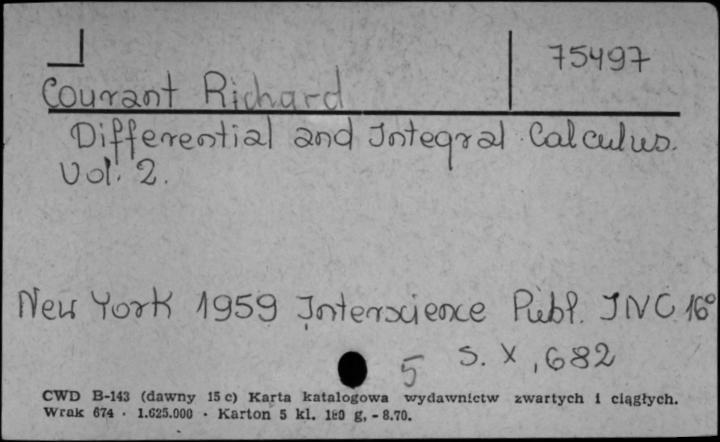 75497
Courant Richard
Differential and Integral Calculus.
Vol. 2.
New York 1959 Interscience Publ. INC. 16°
5 S. X, 682
CWD B-143 (dawny 15 c) Karta katalogowa wydawnictw zwartych i ciągłych.
Wrak 674 · 1.625.000 · Karton 5 kl. 180 g, - 8.70.